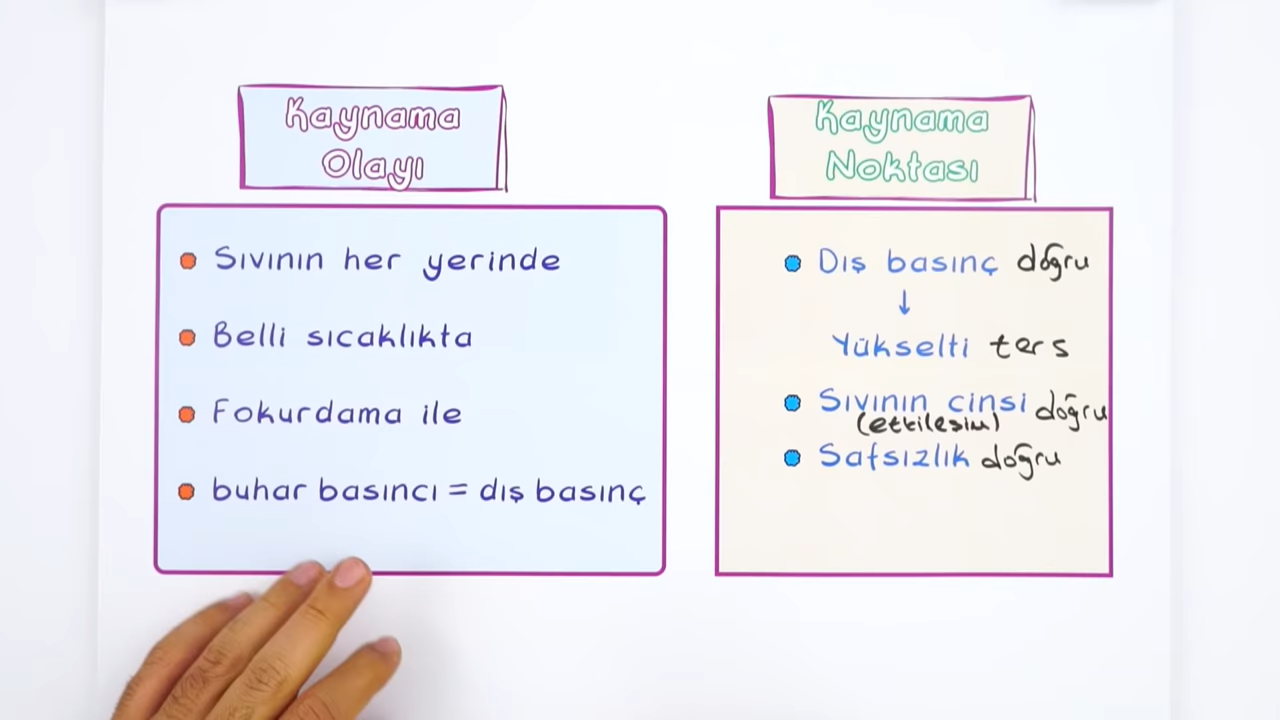 Kaynama
Olayı
Sıvının her yerinde
Belli sıcaklıkta
Fokurdama ile
buhar basıncı = dış basınç
Kaynama
Noktası
Dış basınç doğru
↓
Yükselti ters
Sıvının cinsi doğru
(etkileşim)
Safsızlık doğru